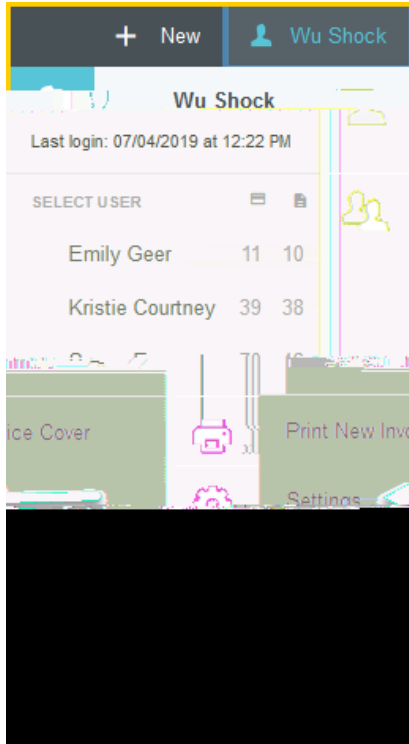 New Wu Shock
Wu Shock
Last login: 07/04/2019 at 12:22 PM
SELECT USER
Emily Geer 11 10
Kristie Courtney 39 38
ice Cover Print New Invo
Settings